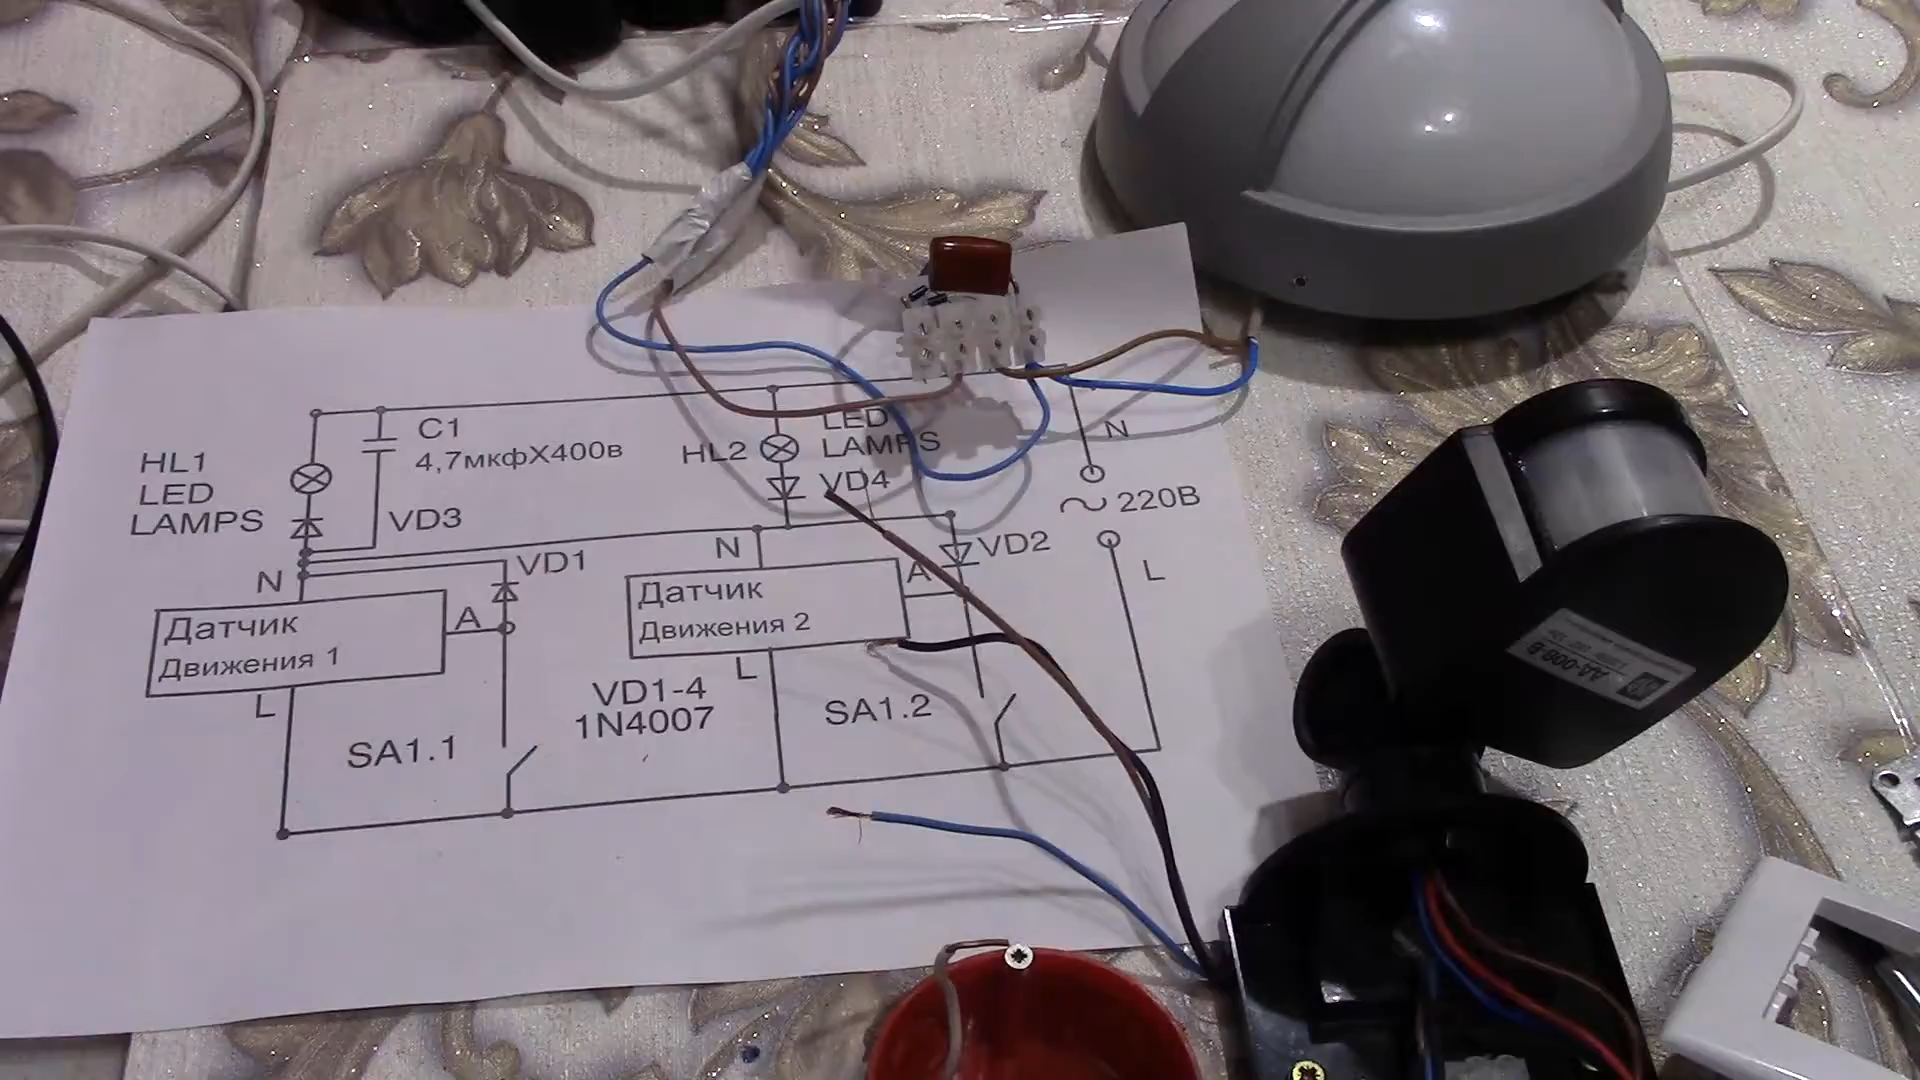 C1
4,7мкфX400в
HL1
LED
LAMPS
VD3
LED
HL2
LAMPS
VD4
N
220В
N
VD1
N
VD2
A
L
Датчик
Движения 1
A
Датчик
Движения 2
L
L
VD1-4
1N4007
SA1.1
SA1.2